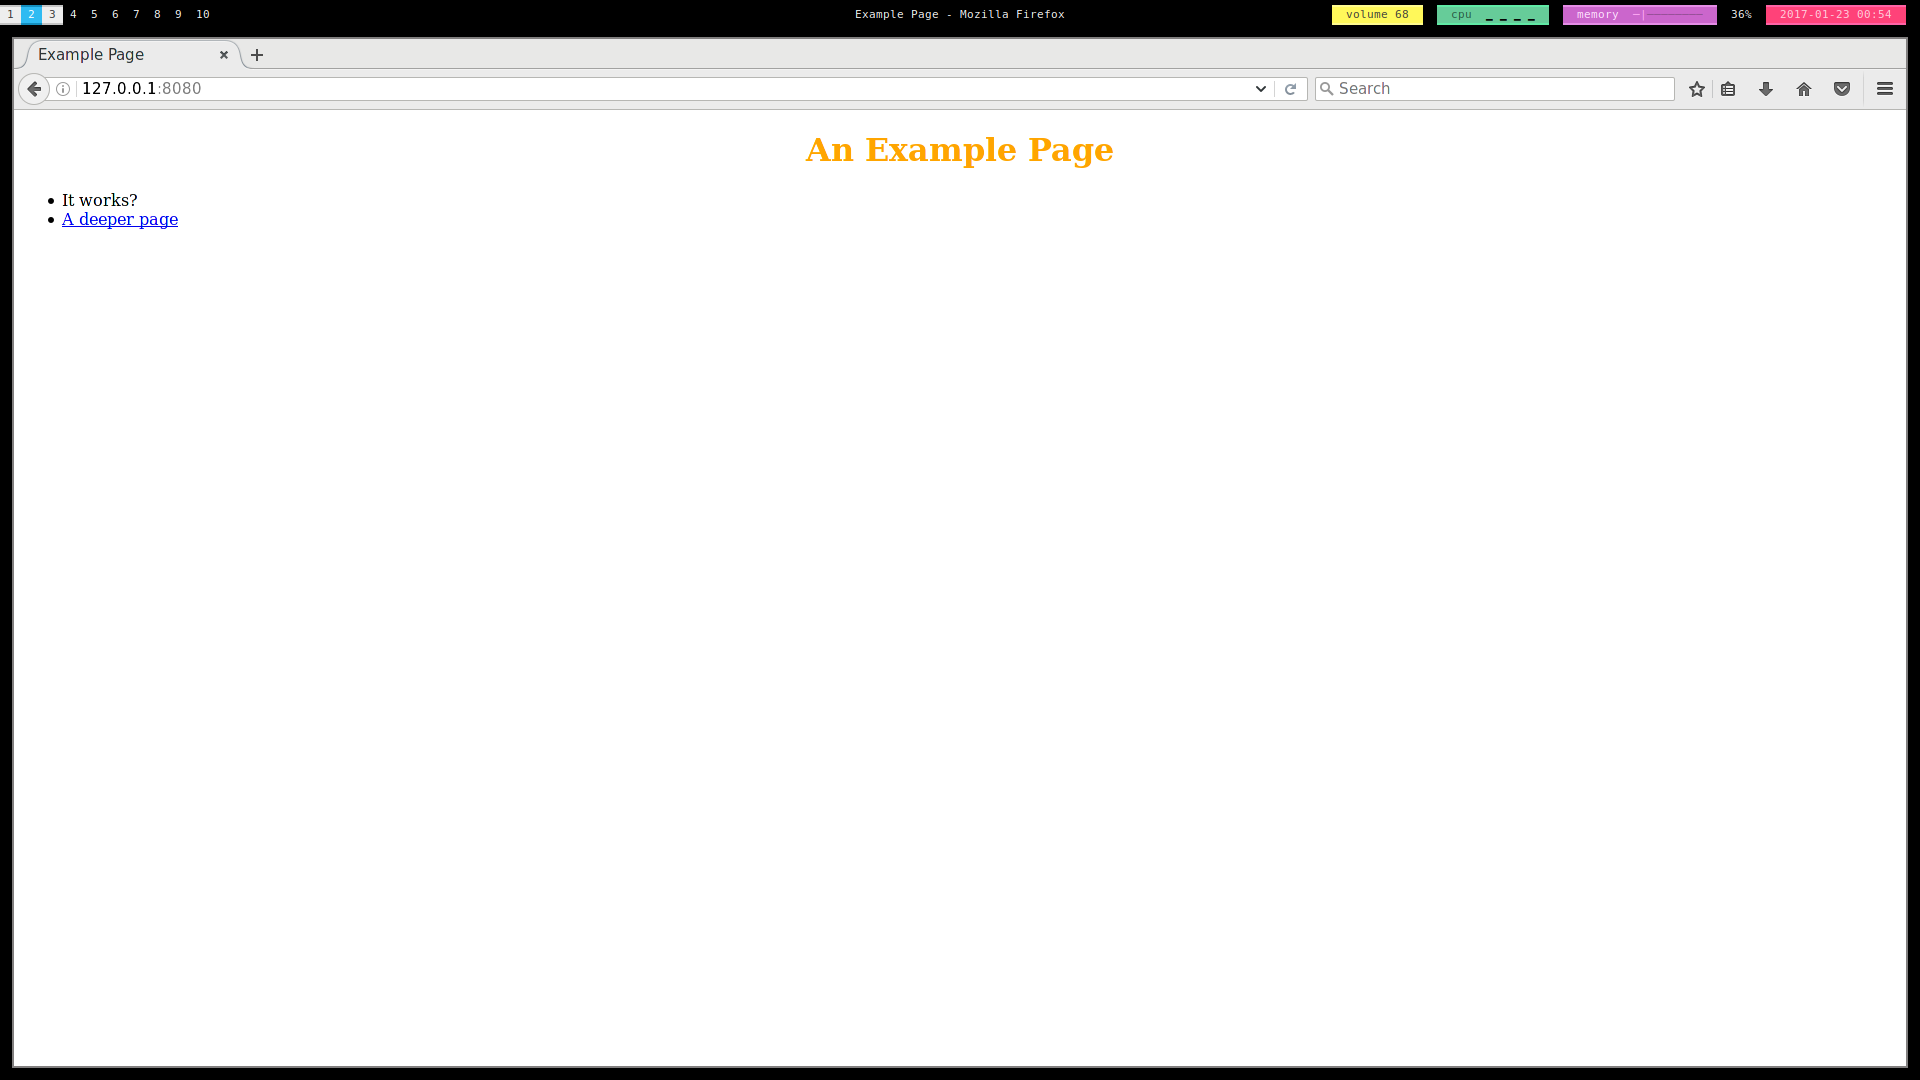 1 2 3 4 5 6 7 8 9 10 Example Page - Mozilla Firefox volume 68 cpu memory 36% 2017-01-23 00:54
Example Page
127.0.0.1:8080 Search
An Example Page
It works?
A deeper page